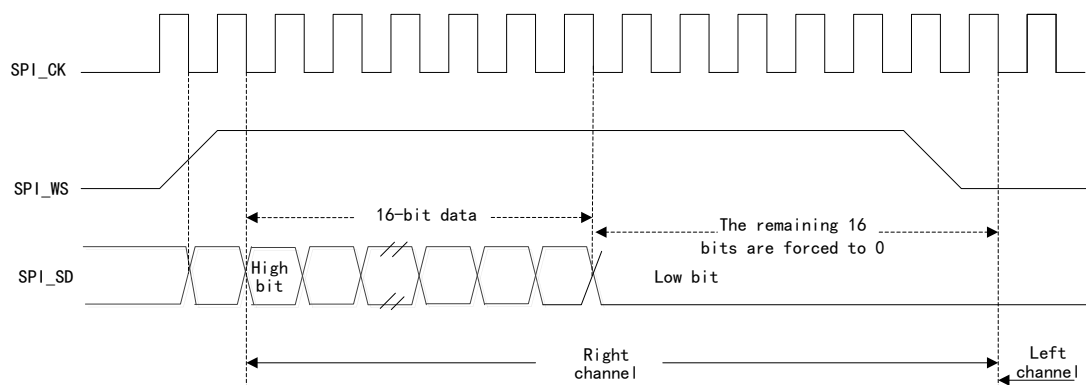 SPI_CK
SPI_WS
16-bit data
The remaining 16
bits are forced to 0
SPI_SD
High
bit
Low bit
Right
channel
Left
channel